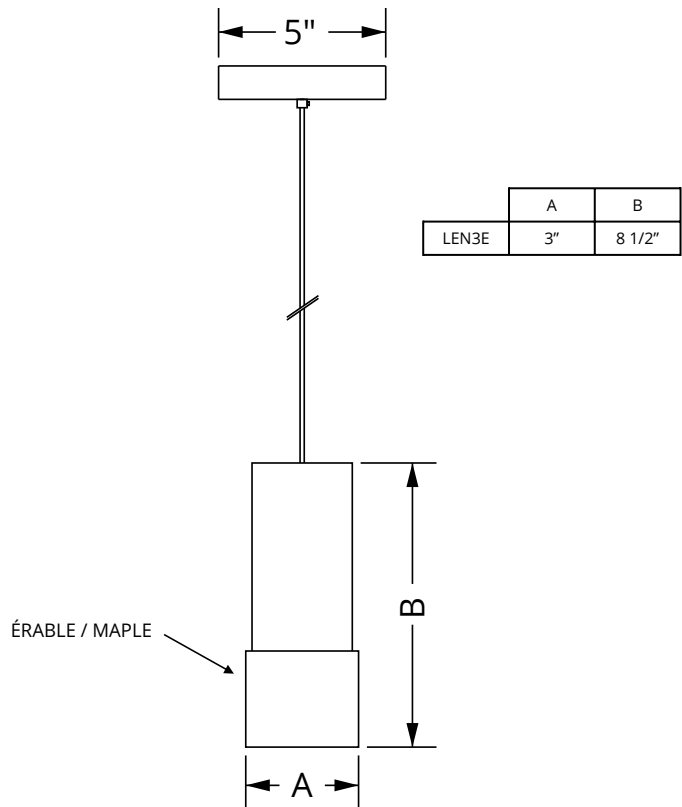 5"
A B
LEN3E 3” 8 1/2”
B
ÉRABLE / MAPLE
A